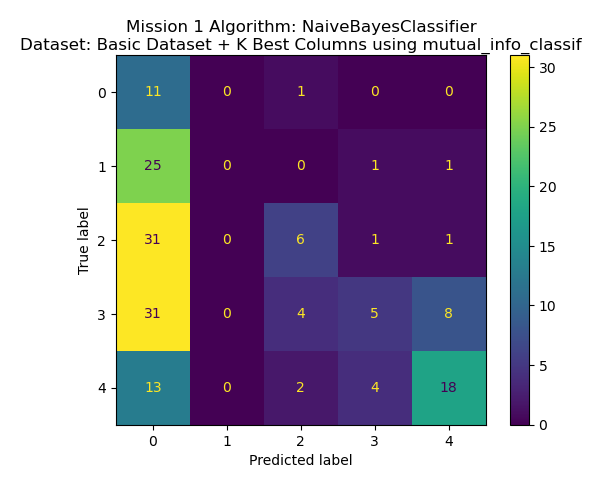 Mission 1 Algorithm: NaiveBayesClassifier
Dataset: Basic Dataset + K Best Columns using mutual_info_classif
0 11 0 1 0 0
1 25 0 0 1 1
2 31 0 6 1 1
3 31 0 4 5 8
4 13 0 2 4 18
0 1 2 3 4
Predicted label
True label
30
25
20
15
10
5
0